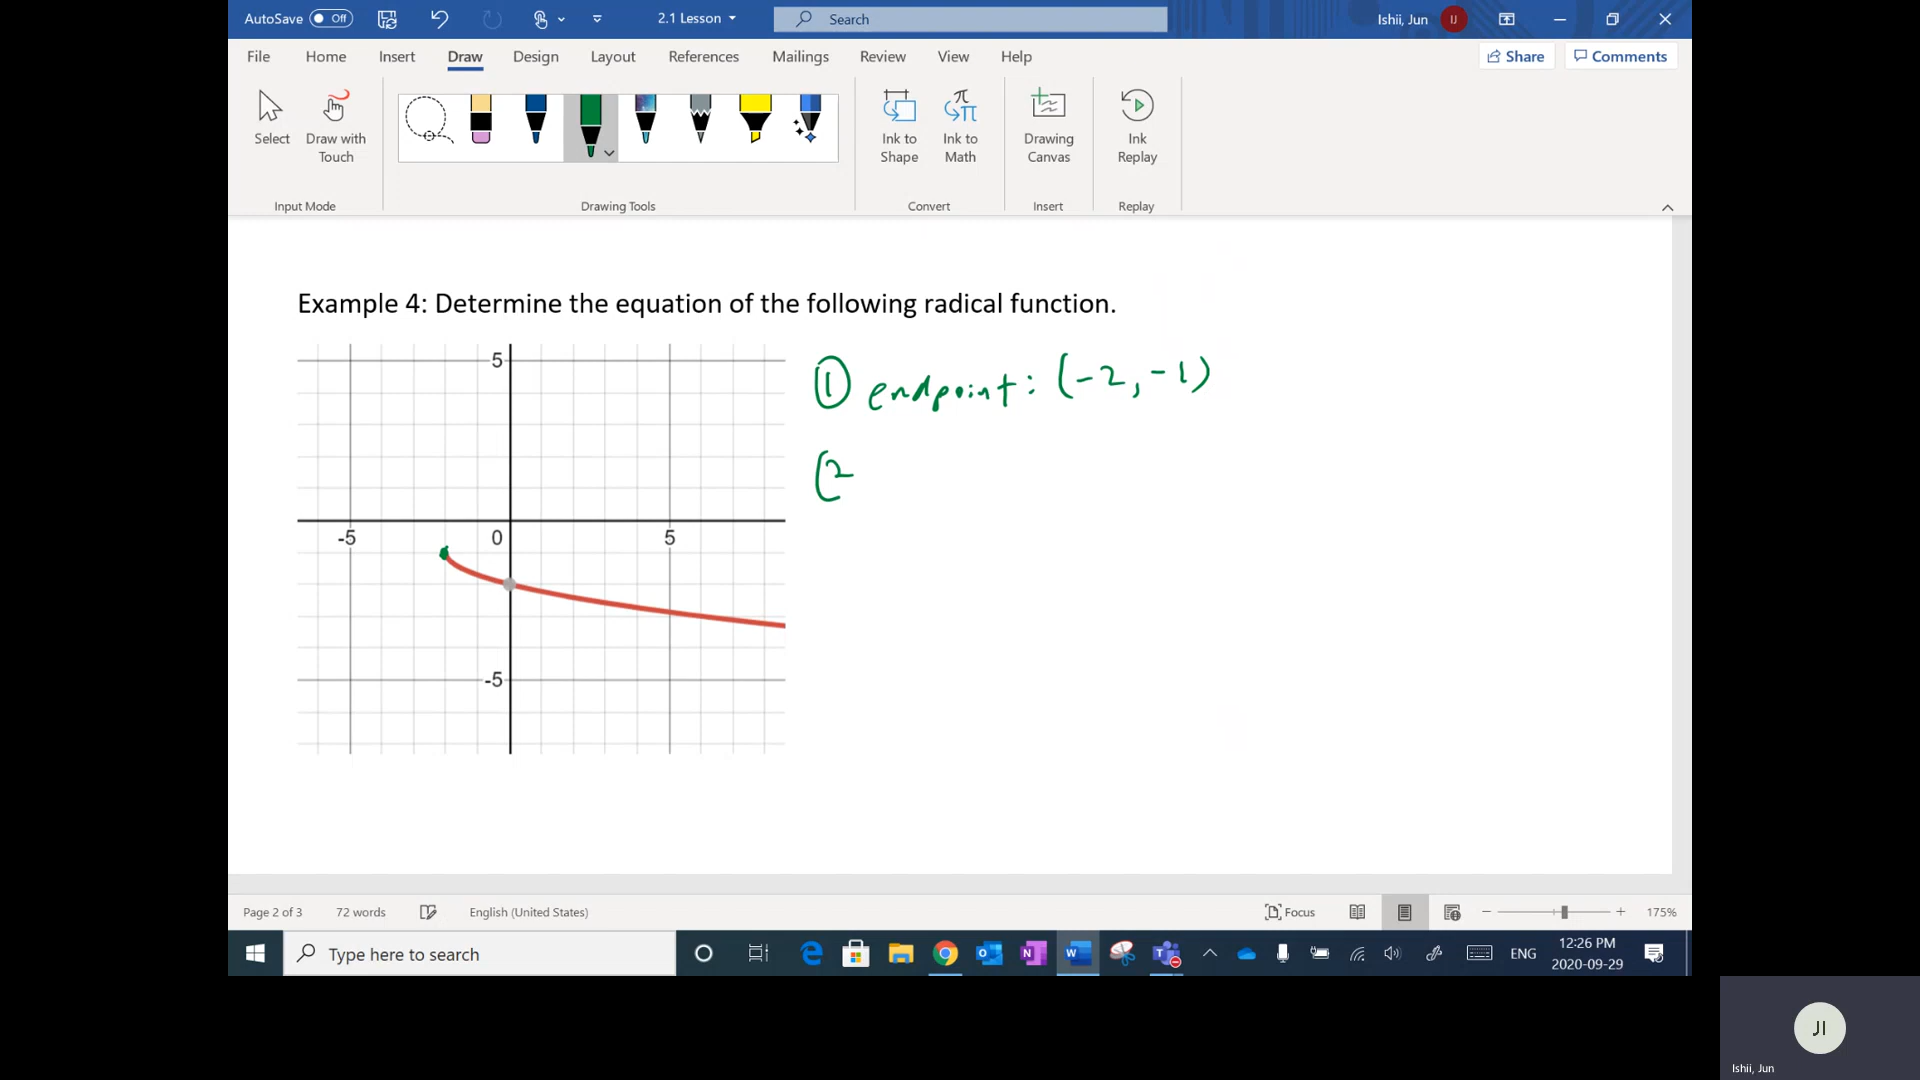 AutoSave Off 2.1 Lesson Search Ishii, Jun IJ
File Home Insert Draw Design Layout References Mailings Review View Help Share Comments
Select Draw with Touch Ink to Shape Ink to Math Drawing Canvas Ink Replay
Input Mode Drawing Tools Convert Insert Replay
Example 4: Determine the equation of the following radical function.
5
① endpoint: (-2, -1)
(2
-5 0 5
-5
Page 2 of 3 72 words English (United States) Focus 175%
Type here to search ENG 12:26 PM
2020-09-29
JI
Ishii, Jun